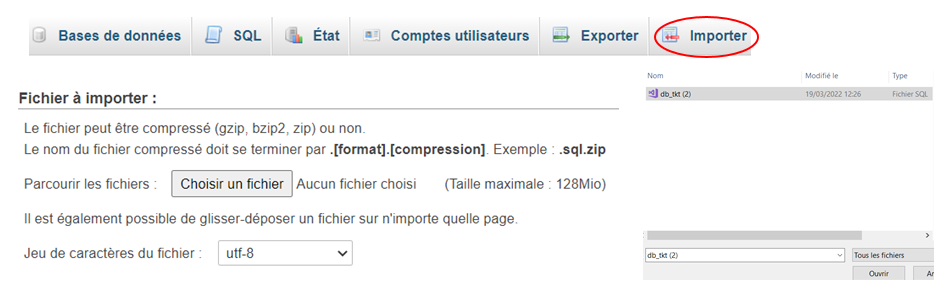 Bases de données SQL État Comptes utilisateurs Exporter Importer
Nom Modifié le Type
db_tkt (2) 19/03/2022 12:26 Fichier SQL
Fichier à importer :
Le fichier peut être compressé (gzip, bzip2, zip) ou non.
Le nom du fichier compressé doit se terminer par .[format].[compression]. Exemple : .sql.zip
Parcourir les fichiers : Choisir un fichier Aucun fichier choisi (Taille maximale : 128Mio)
Il est également possible de glisser-déposer un fichier sur n'importe quelle page.
Jeu de caractères du fichier : utf-8
db_tkt (2) Tous les fichiers
Ouvrir